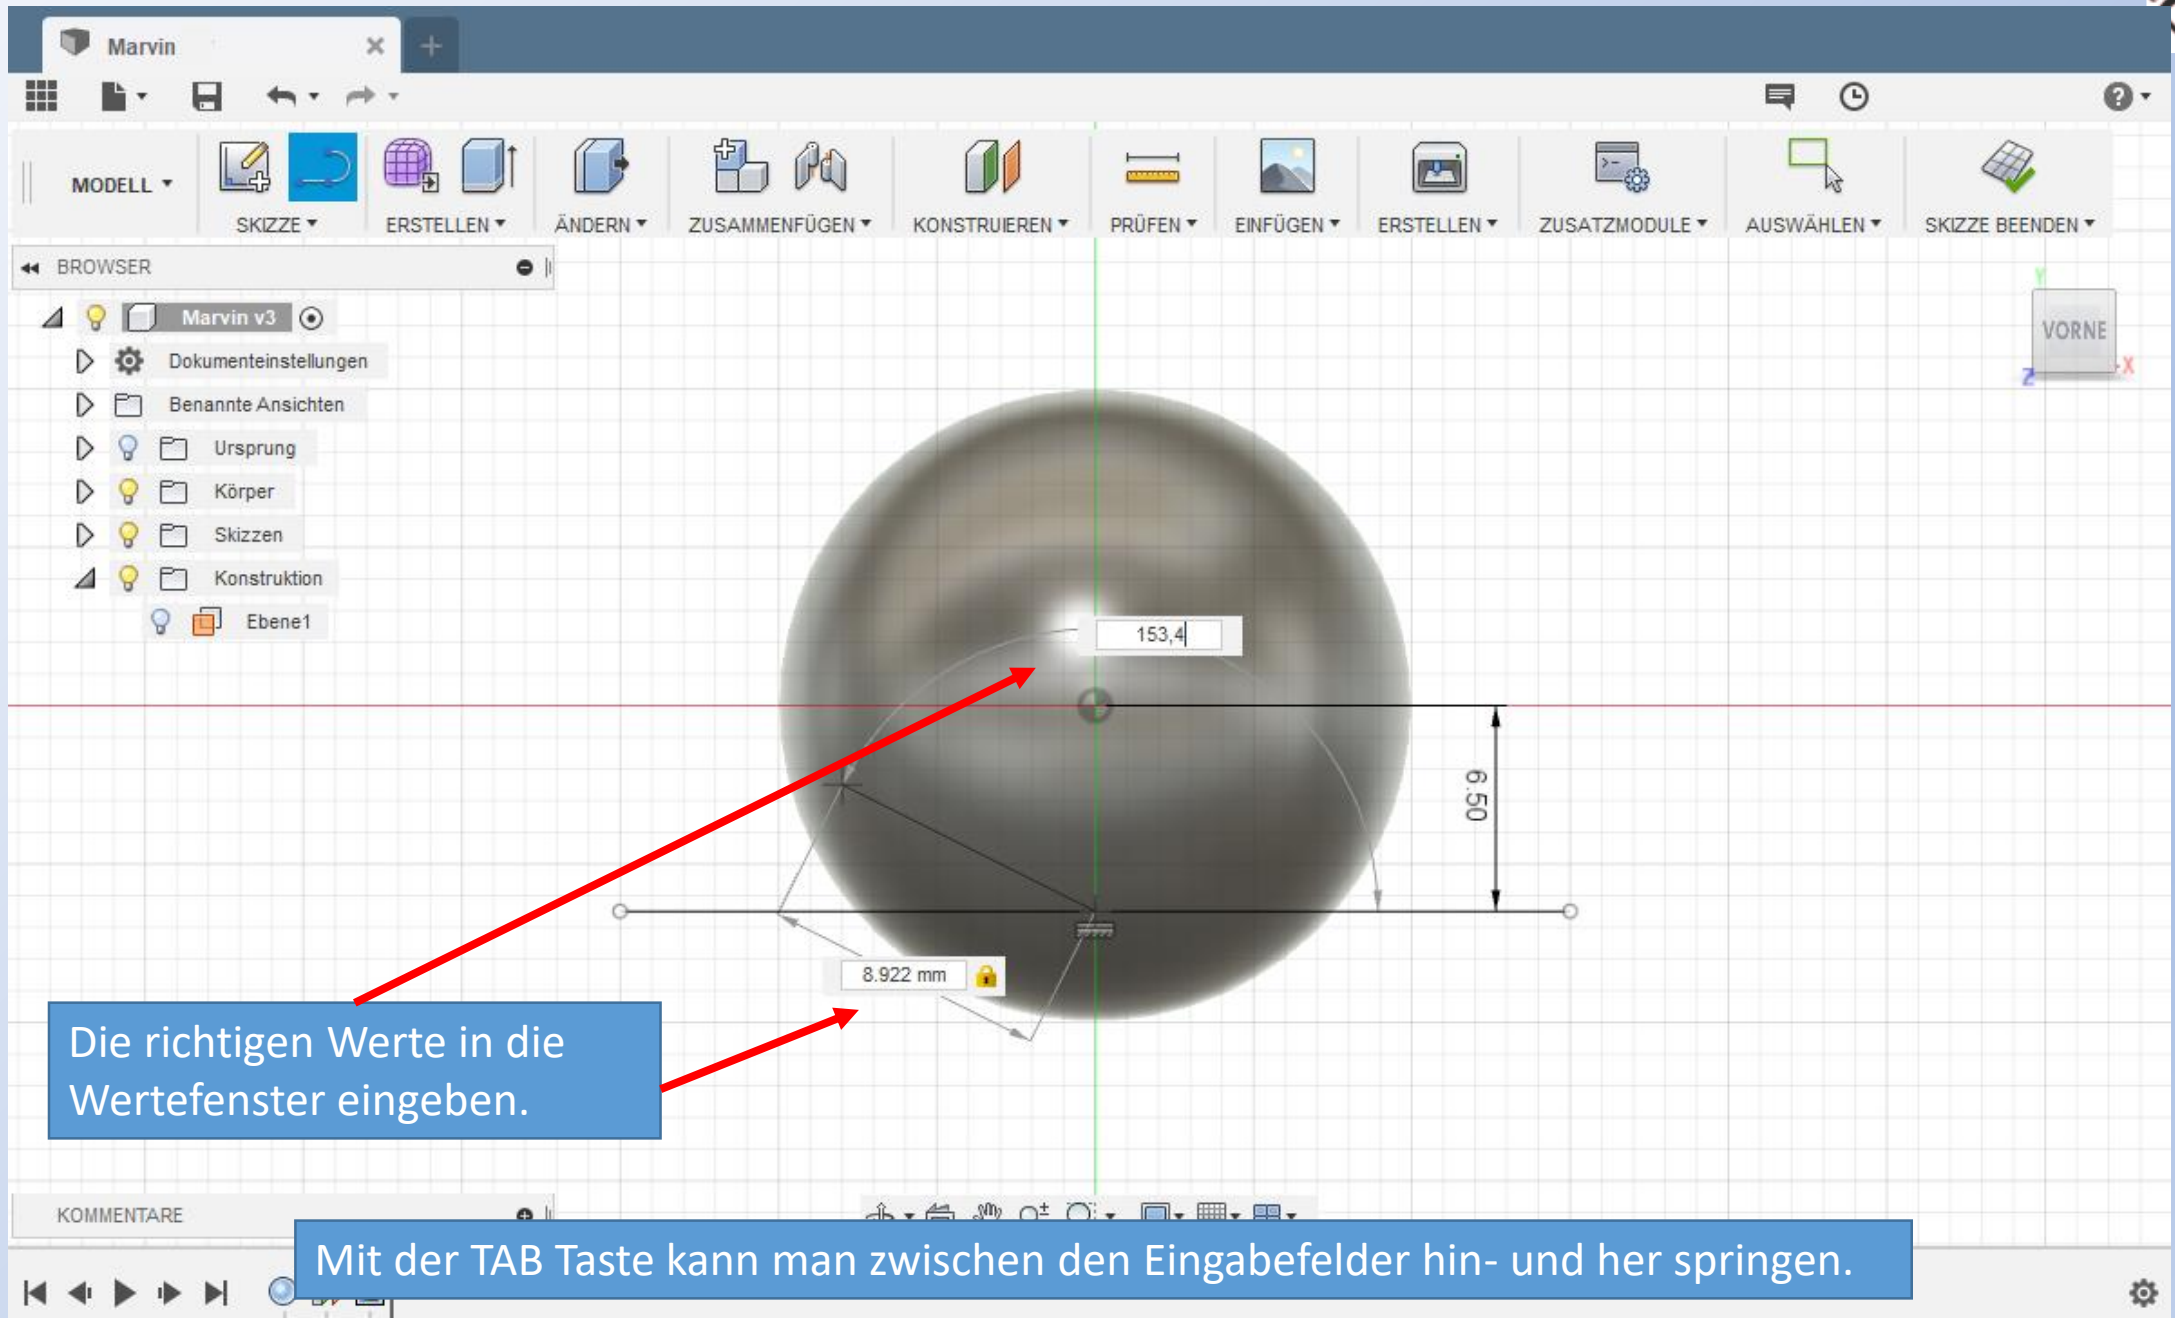 Marvin
MODELL
SKIZZE
ERSTELLEN
ÄNDERN
ZUSAMMENFÜGEN
KONSTRUIEREN
PRÜFEN
EINFÜGEN
ERSTELLEN
ZUSATZMODULE
AUSWÄHLEN
SKIZZE BEENDEN
BROWSER
Marvin v3
Dokumenteinstellungen
Benannte Ansichten
Ursprung
Körper
Skizzen
Konstruktion
Ebene1
Y
VORNE
X
Z
153,4
6.50
8.922 mm
Die richtigen Werte in die
Wertefenster eingeben.
KOMMENTARE
Mit der TAB Taste kann man zwischen den Eingabefelder hin- und her springen.